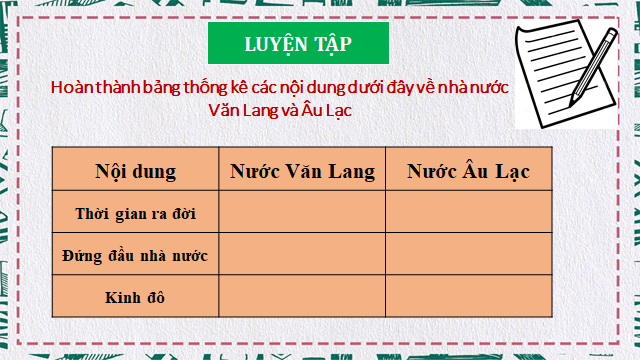 LUYỆN TẬP
Hoàn thành bảng thống kê các nội dung dưới đây về nhà nước
Văn Lang và Âu Lạc
Nội dung Nước Văn Lang Nước Âu Lạc
Thời gian ra đời
Đứng đầu nhà nước
Kinh đô